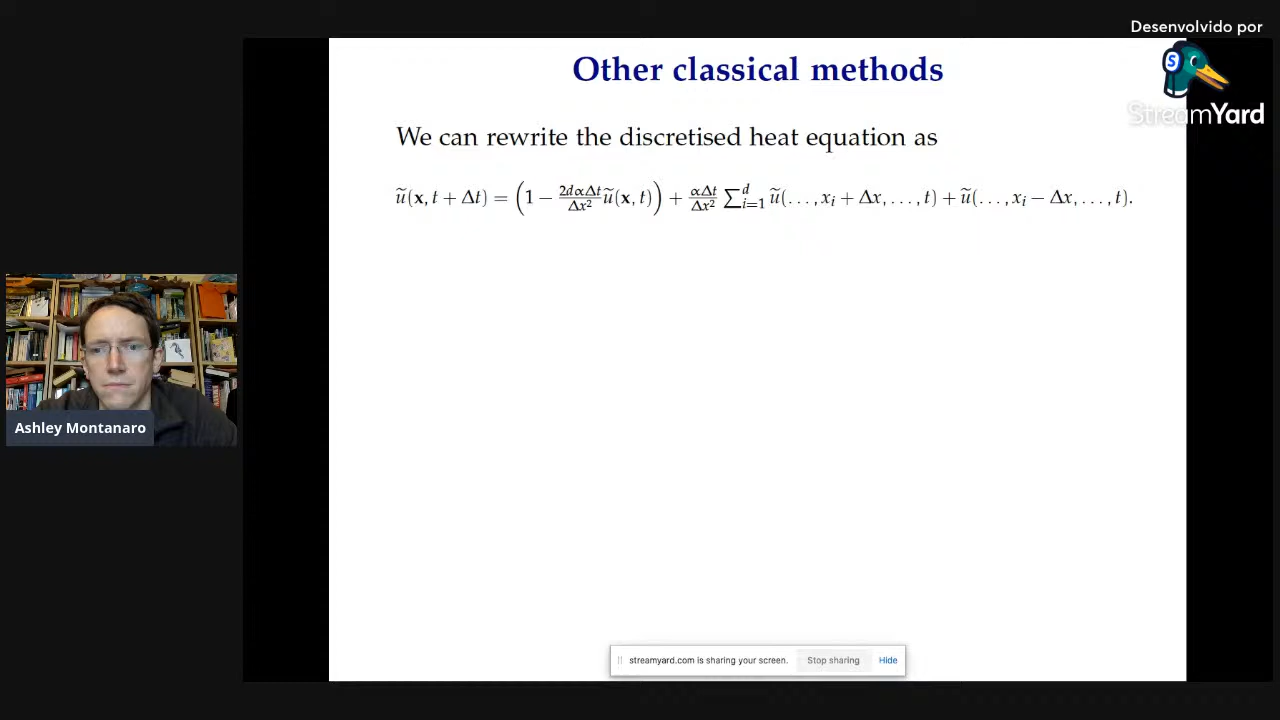 Desenvolvido por
StreamYard
Other classical methods
We can rewrite the discretised heat equation as
ũ(x, t + Δt) = (1 − 2dαΔt/Δx² ũ(x, t)) + αΔt/Δx² ∑ᵢ₌₁ᵈ ũ(. . . , xᵢ + Δx, . . . , t) + ũ(. . . , xᵢ − Δx, . . . , t).
Ashley Montanaro
streamyard.com is sharing your screen. Stop sharing Hide